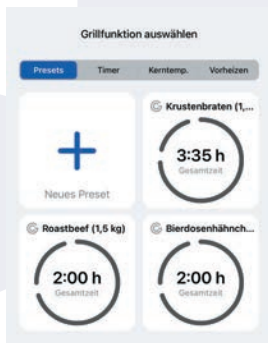 Grillfunktion auswählen
Presets Timer Kerntemp. Vorheizen
Neues Preset
Krustenbraten (1,...
3:35 h
Gesamtzeit
Roastbeef (1,5 kg)
2:00 h
Gesamtzeit
Bierdosenhähnch...
2:00 h
Gesamtzeit